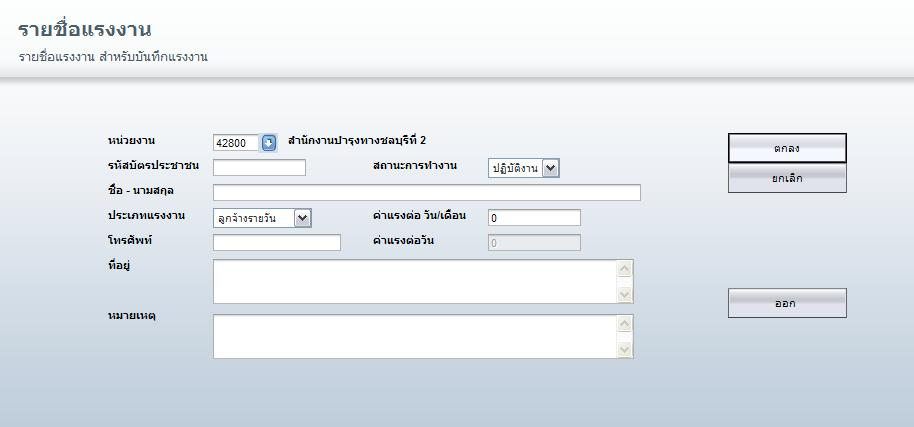 รายชื่อแรงงาน
รายชื่อแรงงาน สำหรับบันทึกแรงงาน
หน่วยงาน 42800 สำนักงานบำรุงทางชลบุรีที่ 2
ตกลง
รหัสบัตรประชาชน สถานะการทำงาน ปฏิบัติงาน
ยกเลิก
ชื่อ - นามสกุล
ประเภทแรงงาน ลูกจ้างรายวัน ค่าแรงต่อ วัน/เดือน 0
โทรศัพท์ ค่าแรงต่อวัน 0
ที่อยู่
ออก
หมายเหตุ